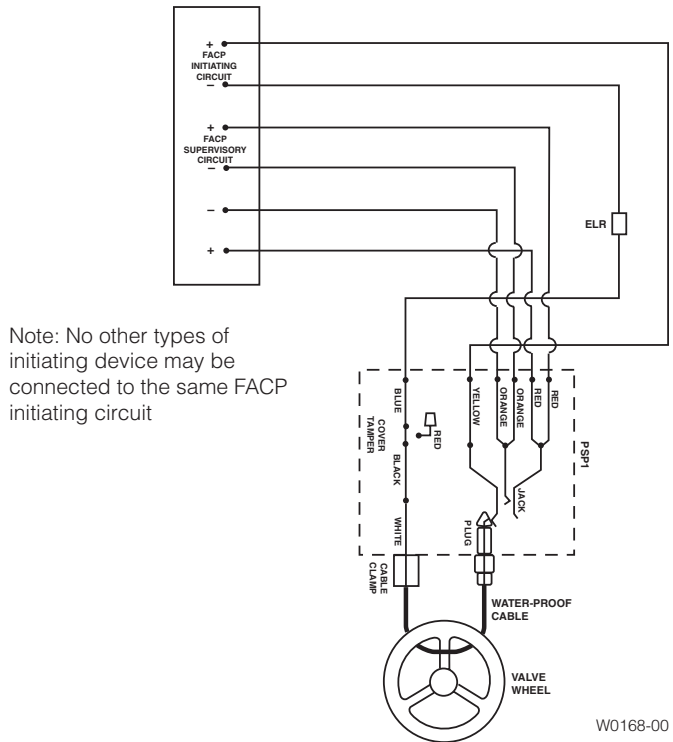 +
FACP
INITIATING
CIRCUIT
–
+
FACP
SUPERVISORY
CIRCUIT
–
–
+
ELR
Note: No other types of
initiating device may be
connected to the same FACP
initiating circuit
BLUE
COVER
TAMPER
RED
BLACK
WHITE
YELLOW
ORANGE
ORANGE
RED
RED
PSP1
JACK
PLUG
CABLE
CLAMP
WATER-PROOF
CABLE
VALVE
WHEEL
W0168-00